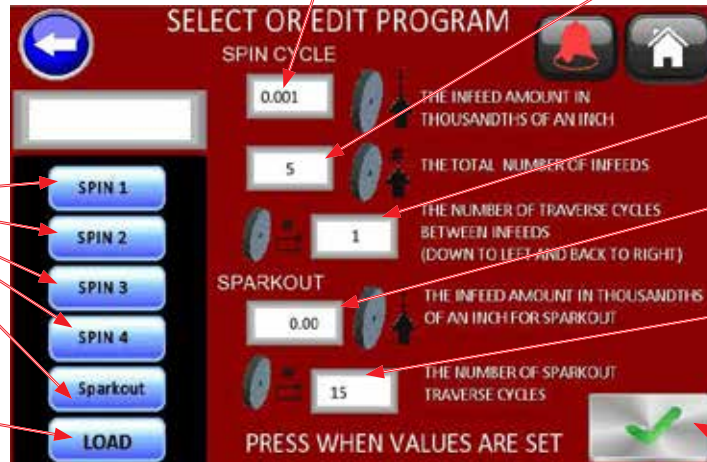 SELECT OR EDIT PROGRAM
SPIN CYCLE
0.001
THE INFEED AMOUNT IN
THOUSANDTHS OF AN INCH
5
THE TOTAL NUMBER OF INFEEDS
1
THE NUMBER OF TRAVERSE CYCLES
BETWEEN INFEEDS
(DOWN TO LEFT AND BACK TO RIGHT)
SPARKOUT
0.00
THE INFEED AMOUNT IN THOUSANDTHS
OF AN INCH FOR SPARKOUT
15
THE NUMBER OF SPARKOUT
TRAVERSE CYCLES
SPIN 1
SPIN 2
SPIN 3
SPIN 4
Sparkout
LOAD
PRESS WHEN VALUES ARE SET